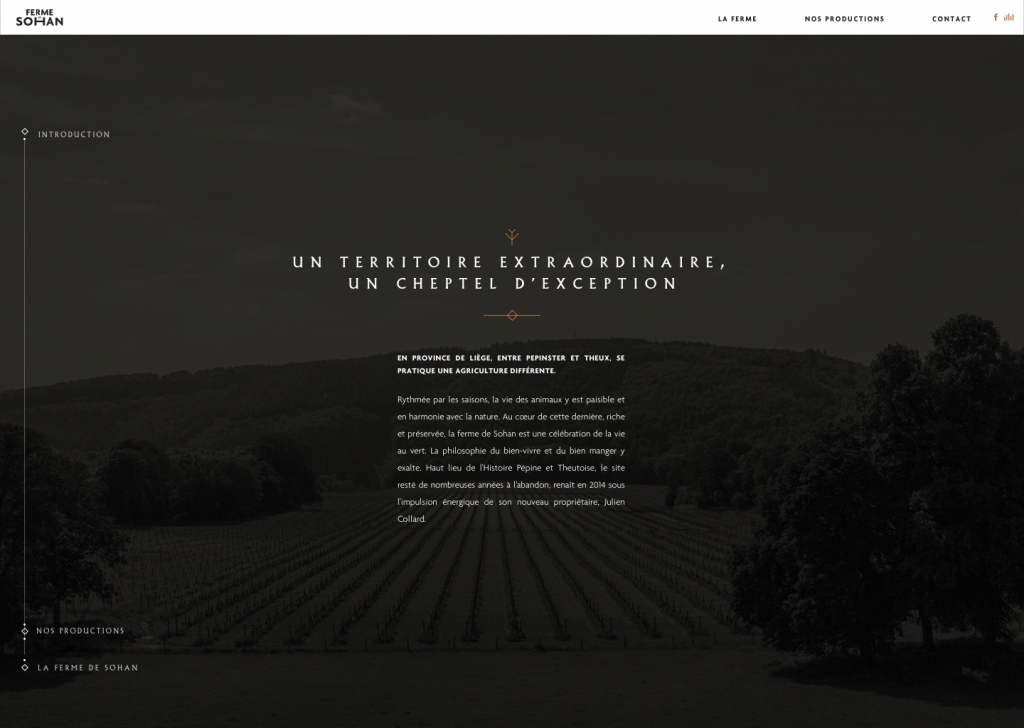 FERME
SOHAN
LA FERME
NOS PRODUCTIONS
CONTACT
INTRODUCTION
UN TERRITOIRE EXTRAORDINAIRE,
UN CHEPTEL D'EXCEPTION
EN PROVINCE DE LIÈGE, ENTRE PEPINSTER ET THEUX, SE
PRATIQUE UNE AGRICULTURE DIFFÉRENTE.
Rythmée par les saisons, la vie des animaux y est paisible et
en harmonie avec la nature. Au cœur de cette dernière, riche
et préservée, la ferme de Sohan est une célébration de la vie
au vert. La philosophie du bien-vivre et du bien manger y
exalte. Haut lieu de l'Histoire Pépine et Theutoise, le site
resté de nombreuses années à l'abandon, renaît en 2014 sous
l'impulsion énergique de son nouveau propriétaire, Julien
Collard.
NOS PRODUCTIONS
LA FERME DE SOHAN